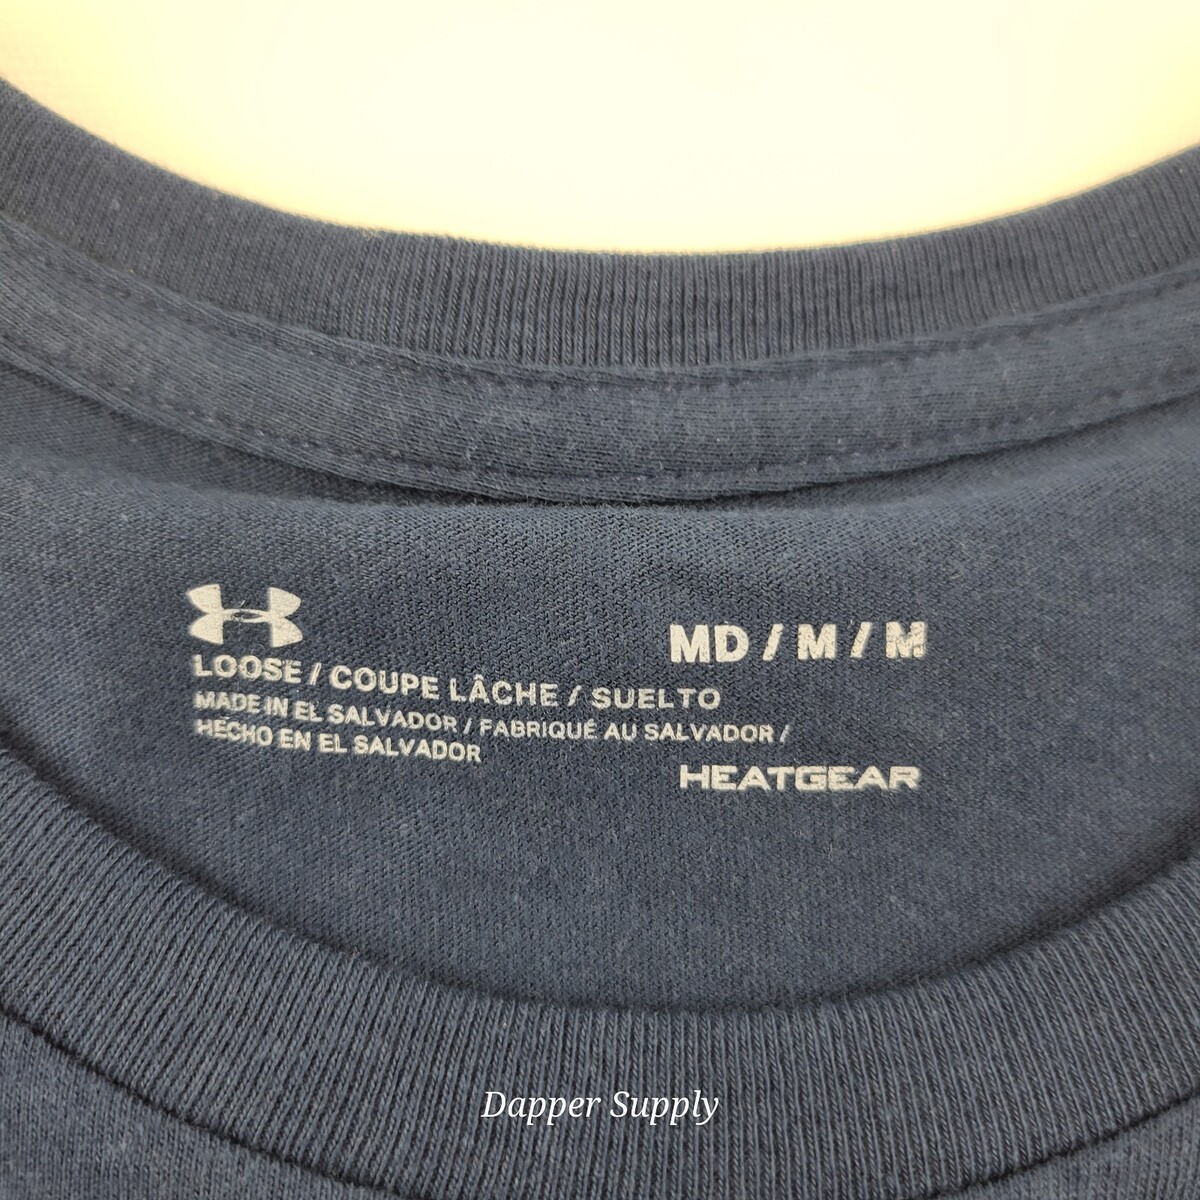 MD / M / M
LOOSE / COUPE LÂCHE / SUELTO
MADE IN EL SALVADOR / FABRIQUÉ AU SALVADOR /
HECHO EN EL SALVADOR
HEATGEAR
Dapper Supply